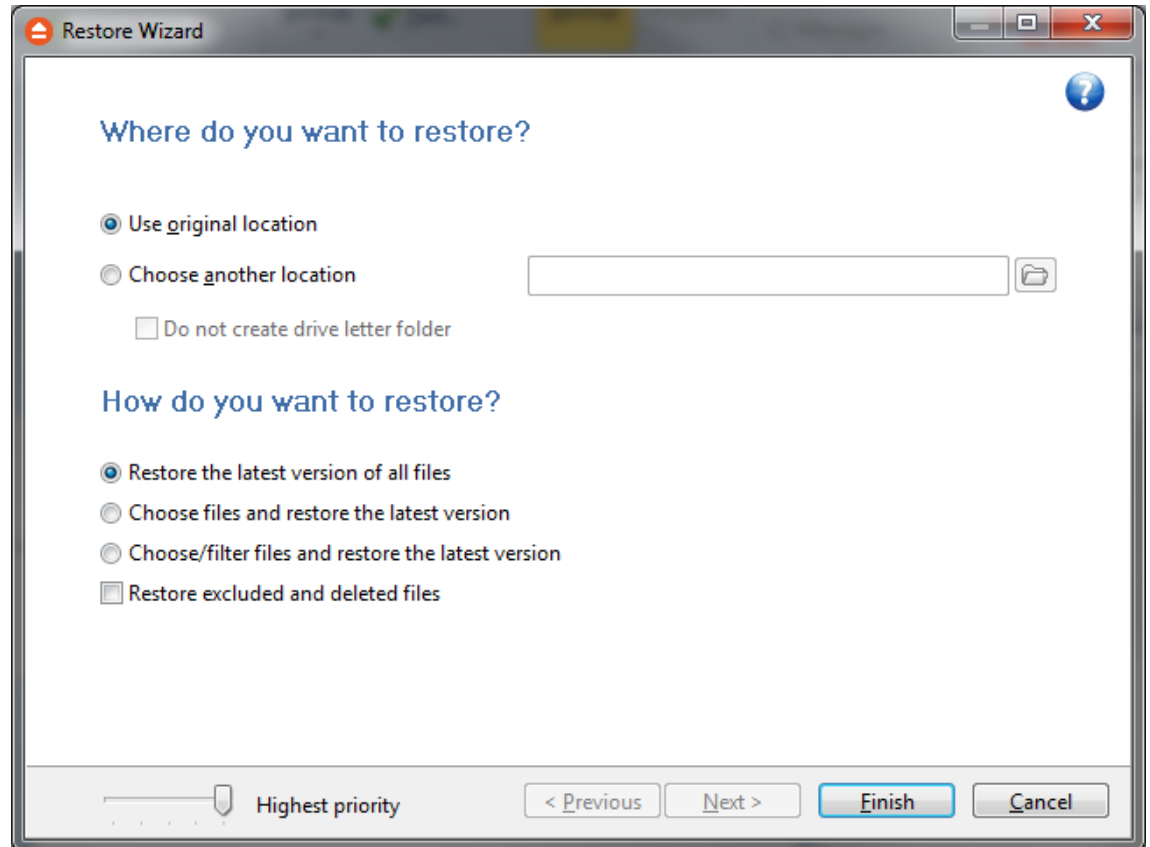 Restore Wizard
Where do you want to restore?
Use original location
Choose another location
Do not create drive letter folder
How do you want to restore?
Restore the latest version of all files
Choose files and restore the latest version
Choose/filter files and restore the latest version
Restore excluded and deleted files
Highest priority
< Previous
Next >
Finish
Cancel